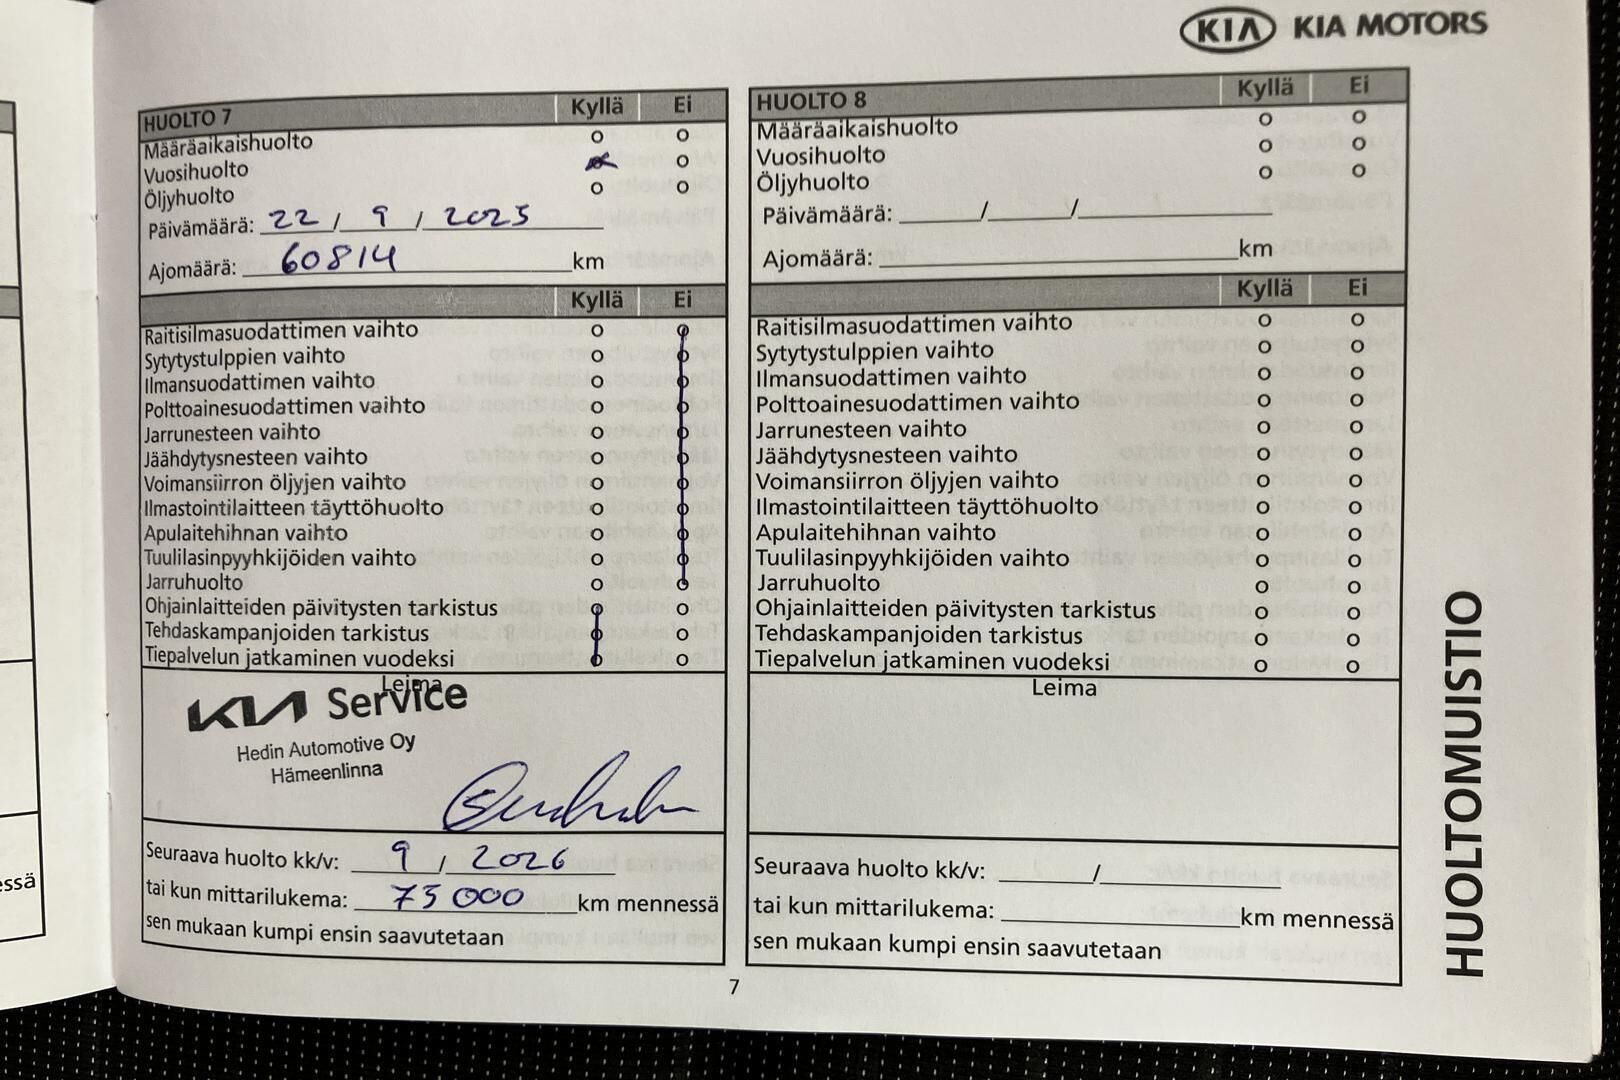 KIA KIA MOTORS
HUOLTO 7 Kyllä Ei
Määräaikaishuolto
Vuosihuolto
Öljyhuolto
Päivämäärä: 22 / 9 / 2025
Ajomäärä: 60814 km
Kyllä Ei
Raitisilmasuodattimen vaihto
Sytytystulppien vaihto
Ilmansuodattimen vaihto
Polttoainesuodattimen vaihto
Jarrunesteen vaihto
Jäähdytysnesteen vaihto
Voimansiirron öljyjen vaihto
Ilmastointilaitteen täyttöhuolto
Apulaitehihnan vaihto
Tuulilasinpyyhkijöiden vaihto
Jarruhuolto
Ohjainlaitteiden päivitysten tarkistus
Tehdaskampanjoiden tarkistus
Tiepalvelun jatkaminen vuodeksi
Leima
KIA Service
Hedin Automotive Oy
Hämeenlinna
Seuraava huolto kk/v: 9 / 2026
tai kun mittarilukema: 75 000 km mennessä
sen mukaan kumpi ensin saavutetaan
HUOLTO 8 Kyllä Ei
Määräaikaishuolto
Vuosihuolto
Öljyhuolto
Päivämäärä: / /
Ajomäärä: km
Kyllä Ei
Raitisilmasuodattimen vaihto
Sytytystulppien vaihto
Ilmansuodattimen vaihto
Polttoainesuodattimen vaihto
Jarrunesteen vaihto
Jäähdytysnesteen vaihto
Voimansiirron öljyjen vaihto
Ilmastointilaitteen täyttöhuolto
Apulaitehihnan vaihto
Tuulilasinpyyhkijöiden vaihto
Jarruhuolto
Ohjainlaitteiden päivitysten tarkistus
Tehdaskampanjoiden tarkistus
Tiepalvelun jatkaminen vuodeksi
Leima
Seuraava huolto kk/v: /
tai kun mittarilukema: km mennessä
sen mukaan kumpi ensin saavutetaan
7
HUOLTOMUISTIO